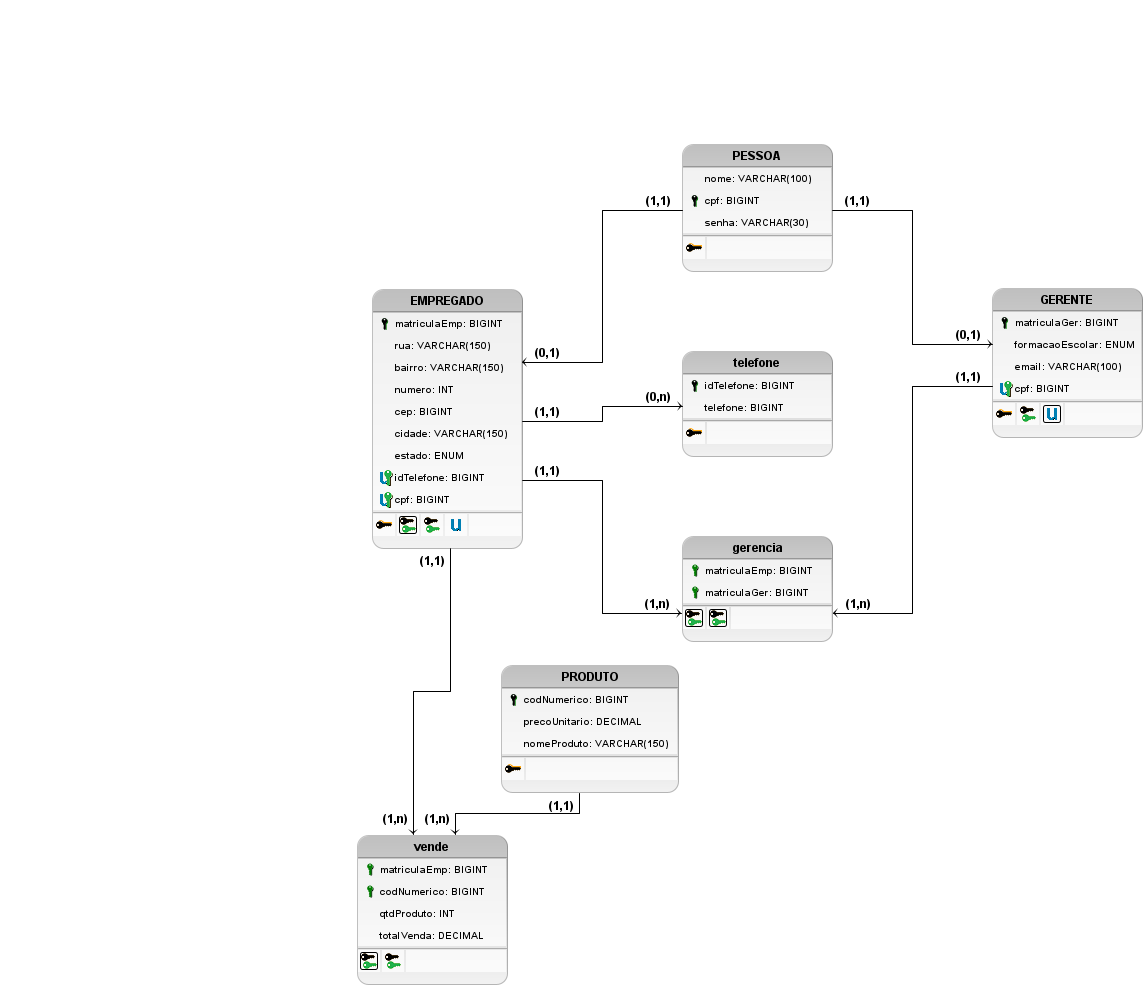 PESSOA
nome: VARCHAR(100)
cpf: BIGINT
senha: VARCHAR(30)
(1,1)
(1,1)
EMPREGADO
matriculaEmp: BIGINT
rua: VARCHAR(150)
bairro: VARCHAR(150)
numero: INT
cep: BIGINT
cidade: VARCHAR(150)
estado: ENUM
idTelefone: BIGINT
cpf: BIGINT
U
(0,1)
(1,1)
(1,1)
(1,1)
telefone
idTelefone: BIGINT
telefone: BIGINT
(0,n)
GERENTE
matriculaGer: BIGINT
formacaoEscolar: ENUM
email: VARCHAR(100)
cpf: BIGINT
U
(0,1)
(1,1)
gerencia
matriculaEmp: BIGINT
matriculaGer: BIGINT
(1,n)
(1,n)
PRODUTO
codNumerico: BIGINT
precoUnitario: DECIMAL
nomeProduto: VARCHAR(150)
(1,1)
(1,n)
(1,n)
vende
matriculaEmp: BIGINT
codNumerico: BIGINT
qtdProduto: INT
totalVenda: DECIMAL